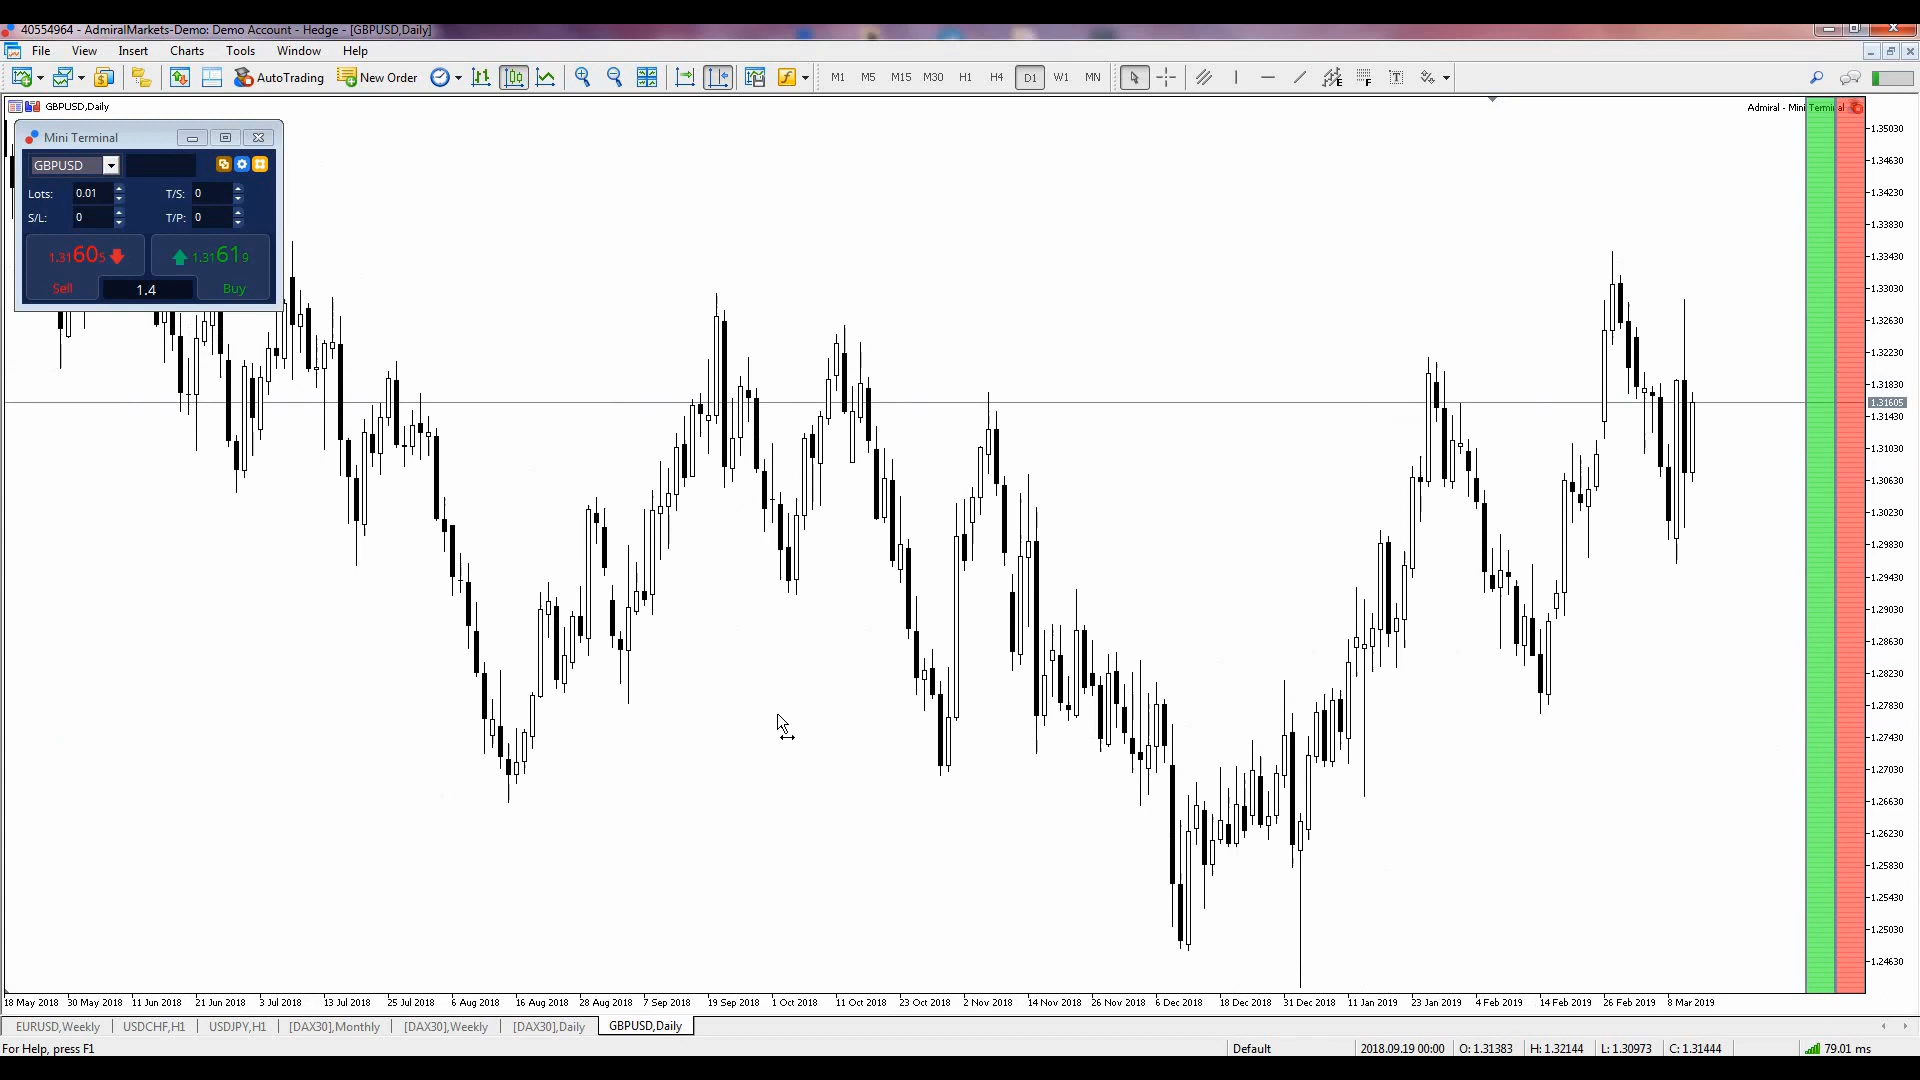 40554964 - AdmiralMarkets-Demo: Demo Account - Hedge - [GBPUSD,Daily]
File View Insert Charts Tools Window Help
AutoTrading New Order M1 M5 M15 M30 H1 H4 D1 W1 MN
GBPUSD,Daily
Admiral - Mini Terminal
Mini Terminal
GBPUSD
Lots: 0.01 T/S: 0
S/L: 0 T/P: 0
1.31605 1.31619
Sell 1.4 Buy
1.35030
1.34630
1.34230
1.33830
1.33430
1.33030
1.32630
1.32230
1.31830
1.31605
1.31430
1.31030
1.30630
1.30230
1.29830
1.29430
1.29030
1.28630
1.28230
1.27830
1.27430
1.27030
1.26630
1.26230
1.25830
1.25430
1.25030
1.24630
18 May 2018 30 May 2018 11 Jun 2018 21 Jun 2018 3 Jul 2018 13 Jul 2018 25 Jul 2018 6 Aug 2018 16 Aug 2018 28 Aug 2018 7 Sep 2018 19 Sep 2018 1 Oct 2018 11 Oct 2018 23 Oct 2018 2 Nov 2018 14 Nov 2018 26 Nov 2018 6 Dec 2018 18 Dec 2018 31 Dec 2018 11 Jan 2019 23 Jan 2019 4 Feb 2019 14 Feb 2019 26 Feb 2019 8 Mar 2019
EURUSD,Weekly USDCHF,H1 USDJPY,H1 [DAX30],Monthly [DAX30],Weekly [DAX30],Daily GBPUSD,Daily
For Help, press F1 Default 2018.09.19 00:00 O: 1.31383 H: 1.32144 L: 1.30973 C: 1.31444 79.01 ms